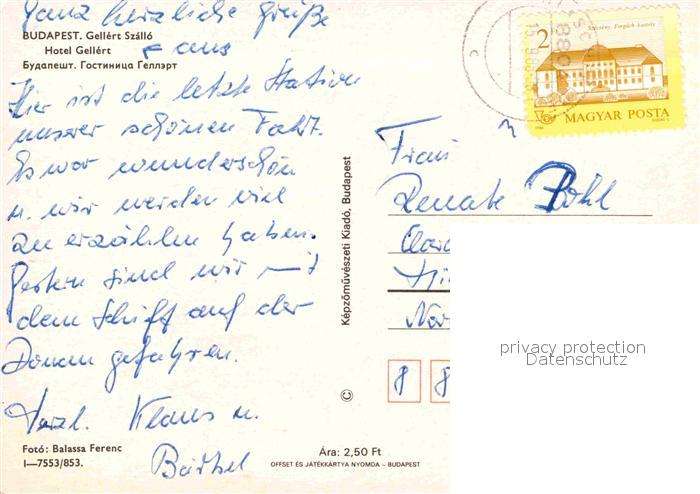 Ganz herzliche Grüße
BUDAPEST. Gellért Szálló
Hotel Gellért
Будапешт. Гостиница Геллэрт
aus
Hier ist die letzte Station
unserer schönen Fahrt.
Es war wunderschön
u. wir werden viel
zu erzählen haben.
Gestern sind wir mit
dem Schiff auf der
Donau gefahren.
Herzl. Klaus u.
Bärbel
Fotó: Balassa Ferenc
I—7553/853.
Ára: 2,50 Ft
OFFSET ÉS JÁTÉKKÁRTYA NYOMDA – BUDAPEST
Képzőművészeti Kiadó, Budapest
©
2
Szécsény, Forgách-kastély
MAGYAR POSTA
Frau
Renate
8 8
privacy protection
Datenschutz